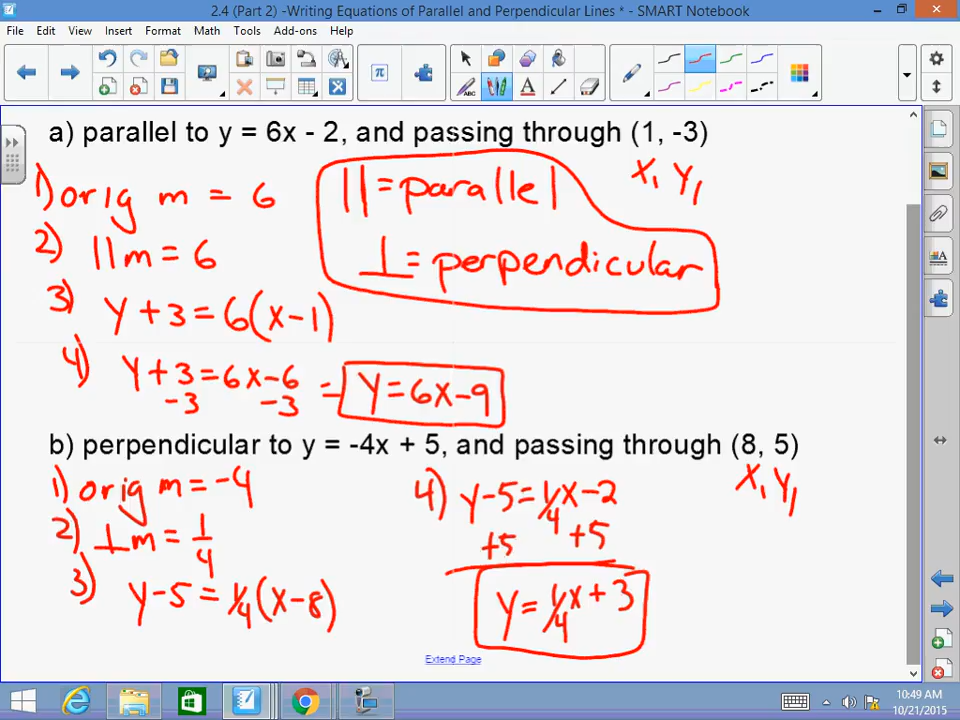 2.4 (Part 2) -Writing Equations of Parallel and Perpendicular Lines * - SMART Notebook
File Edit View Insert Format Math Tools Add-ons Help
a) parallel to y = 6x - 2, and passing through (1, -3)
x₁ y₁
1) orig m = 6
|| = parallel
2) || m = 6
⊥ = perpendicular
3) y + 3 = 6(x - 1)
4) y + 3 = 6x - 6
-3 -3
= y = 6x - 9
b) perpendicular to y = -4x + 5, and passing through (8, 5)
x₁ y₁
1) orig m = -4
2) ⊥ m = 1/4
3) y - 5 = 1/4 (x - 8)
4) y - 5 = 1/4 x - 2
+5 +5
y = 1/4 x + 3
Extend Page
10:49 AM
10/21/2015